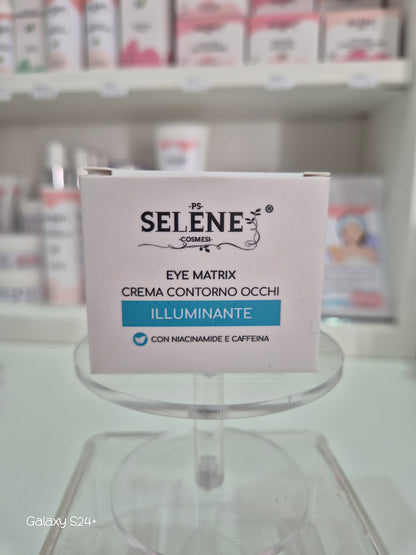 -PS-
SELENE®
-COSMESI-
EYE MATRIX
CREMA CONTORNO OCCHI
ILLUMINANTE
CON NIACINAMIDE E CAFFEINA
Galaxy S24+